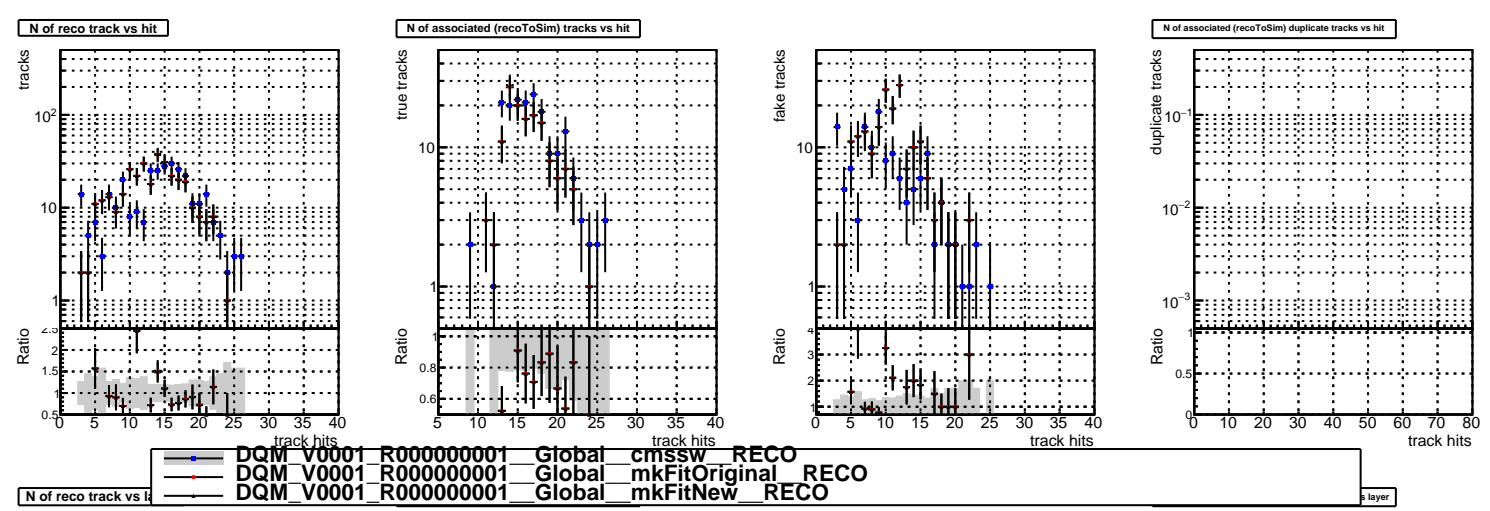 N of reco track vs hit
N of associated (recoToSim) tracks vs hit
N of associated (recoToSim) duplicate tracks vs hit
tracks
10²
10
1
Ratio
2.5
2
1.5
1
0.5
0 5 10 15 20 25 30 35 40
track hits
true tracks
10
1
Ratio
1
0.8
0.6
5 10 15 20 25 30 35 40
track hits
fake tracks
10
1
Ratio
4
3
2
1
0 5 10 15 20 25 30 35 40
track hits
duplicate tracks
10⁻¹
10⁻²
10⁻³
Ratio
1
0.5
0
0 10 20 30 40 50 60 70 80
track hits
DQM_V0001_R000000001__Global__cmssw__RECO
DQM_V0001_R000000001__Global__mkFitOriginal__RECO
DQM_V0001_R000000001__Global__mkFitNew__RECO
N of reco track vs la
s layer